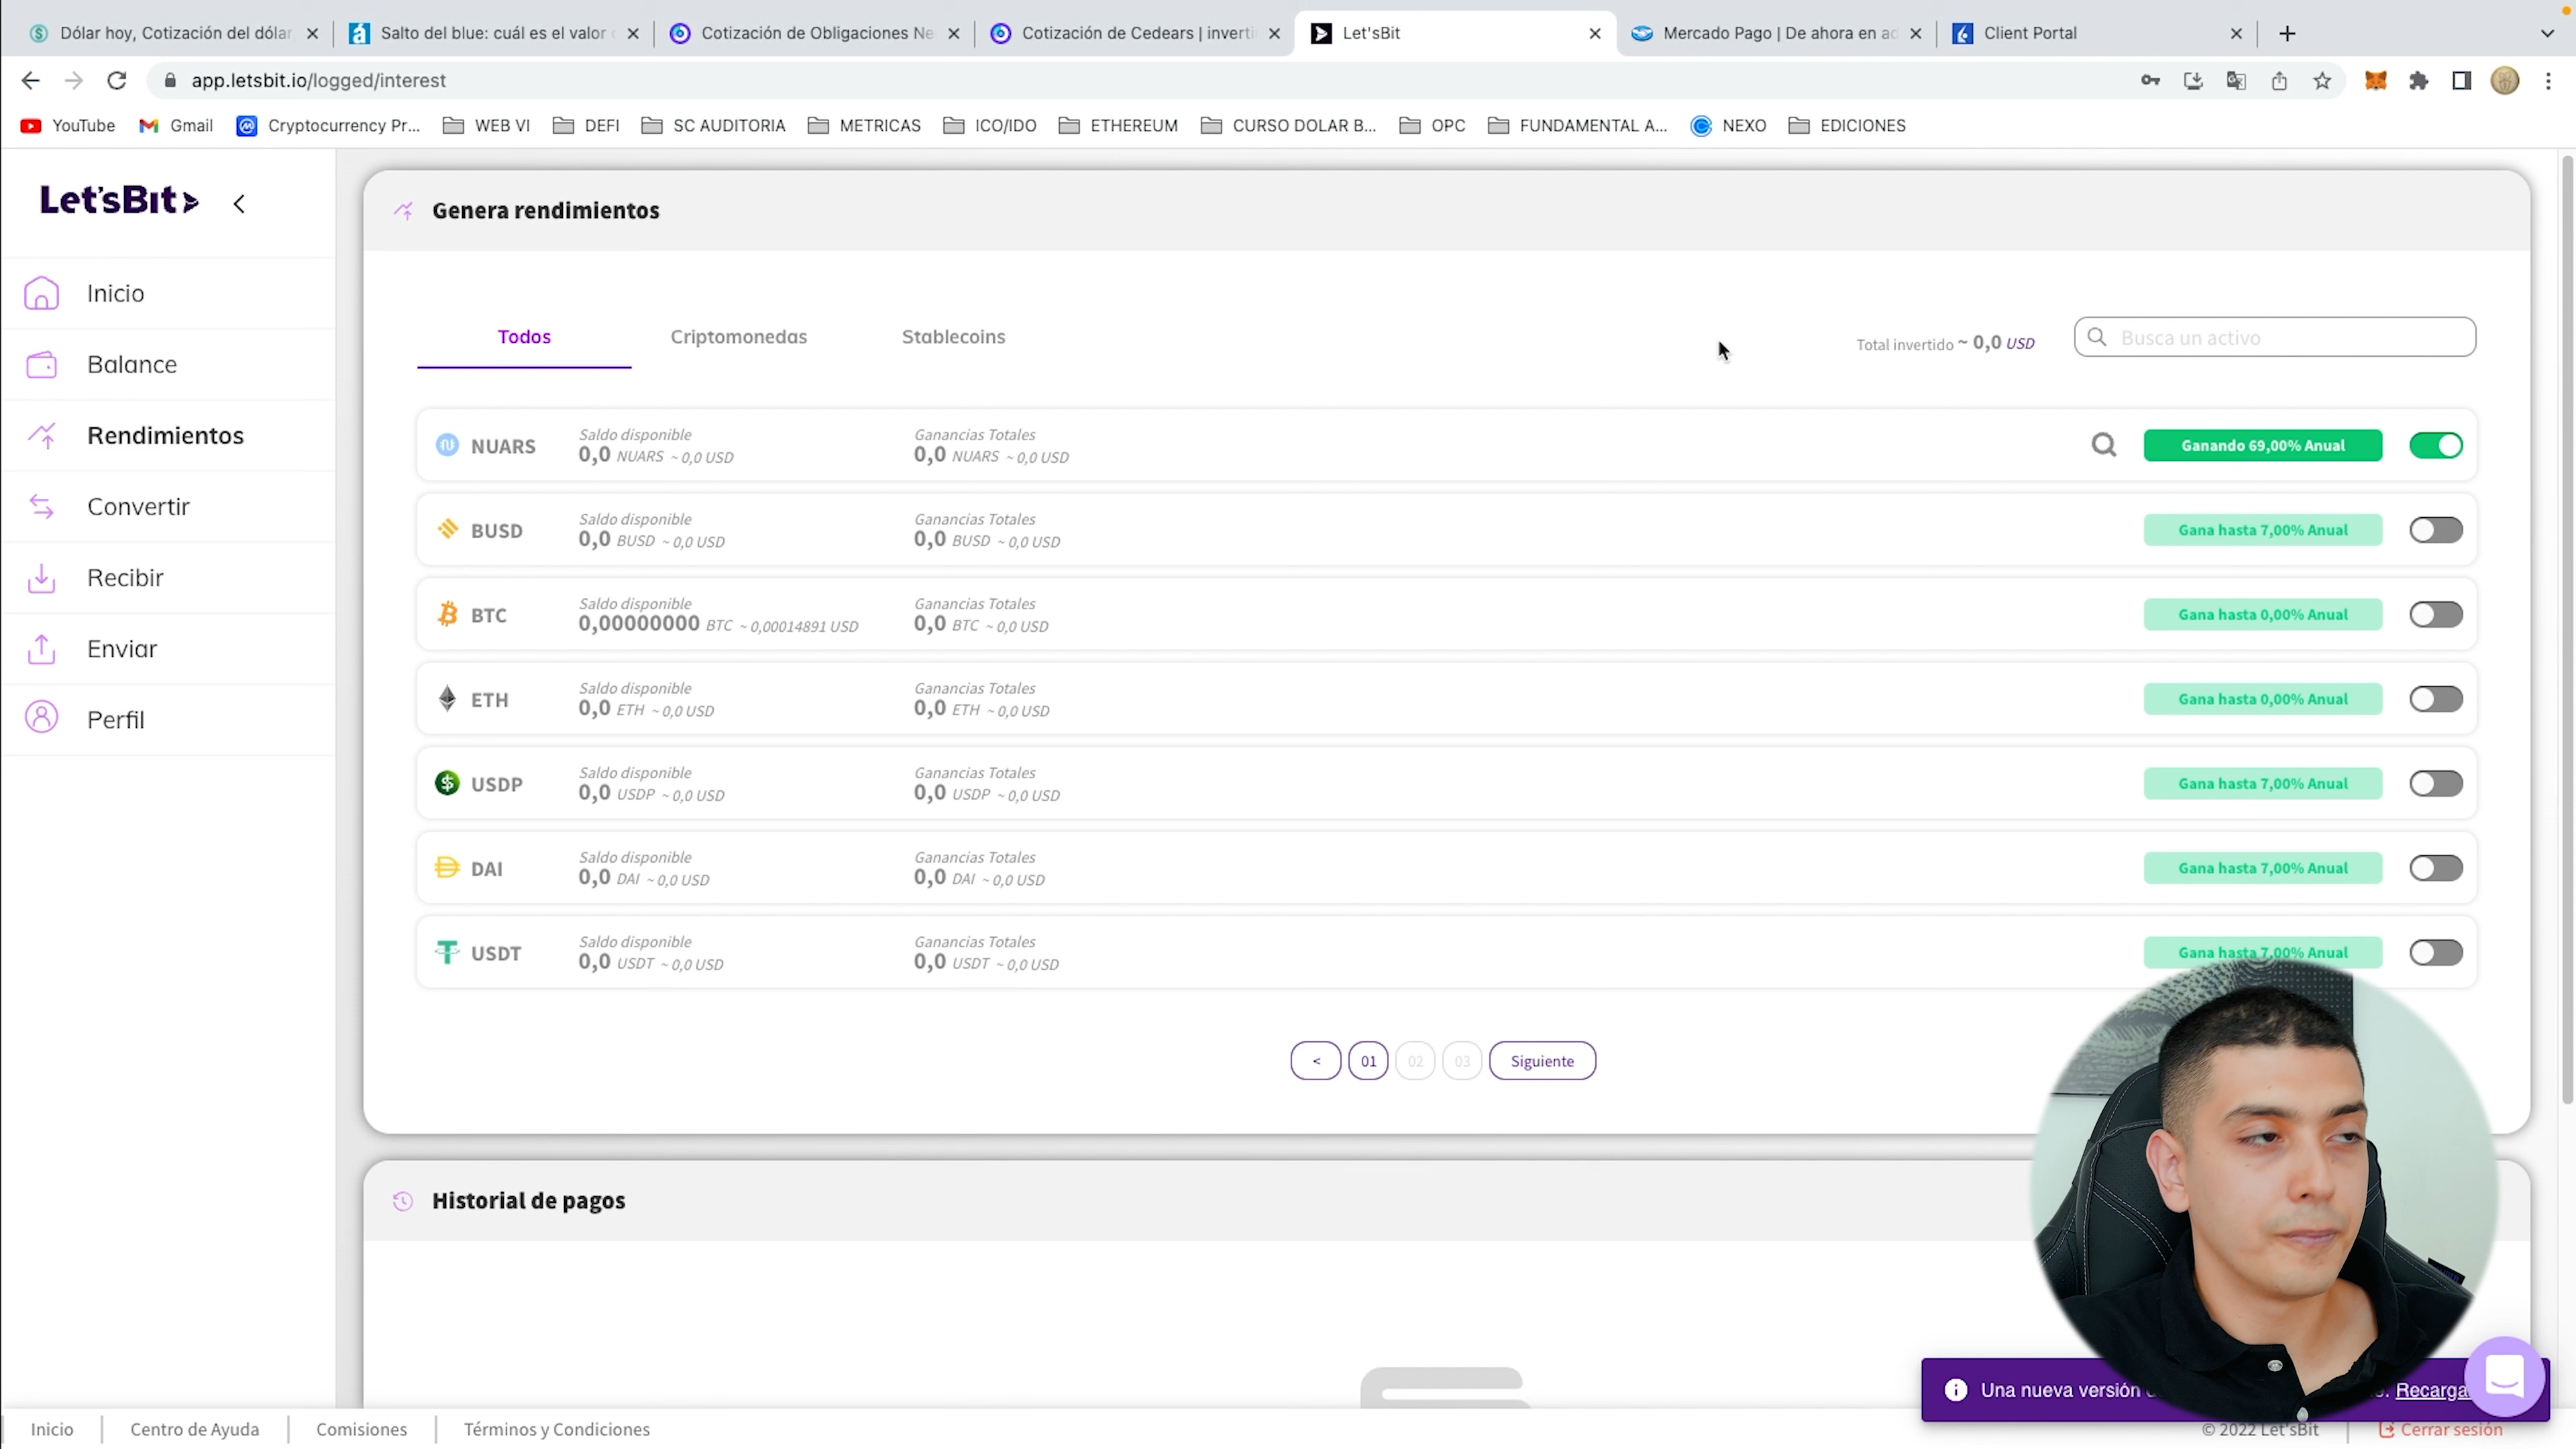 Dólar hoy, Cotización del dólar
Salto del blue: cuál es el valor
Cotización de Obligaciones Ne
Cotización de Cedears | inverti
Let'sBit
Mercado Pago | De ahora en ad
Client Portal
app.letsbit.io/logged/interest
YouTube
Gmail
Cryptocurrency Pr...
WEB VI
DEFI
SC AUDITORIA
METRICAS
ICO/IDO
ETHEREUM
CURSO DOLAR B...
OPC
FUNDAMENTAL A...
NEXO
EDICIONES
Let'sBit
Inicio
Balance
Rendimientos
Convertir
Recibir
Enviar
Perfil
Genera rendimientos
Todos
Criptomonedas
Stablecoins
Total invertido ~ 0,0 USD
Busca un activo
NUARS
Saldo disponible
0,0 NUARS ~ 0,0 USD
Ganancias Totales
0,0 NUARS ~ 0,0 USD
Ganando 69,00% Anual
BUSD
Saldo disponible
0,0 BUSD ~ 0,0 USD
Ganancias Totales
0,0 BUSD ~ 0,0 USD
Gana hasta 7,00% Anual
BTC
Saldo disponible
0,00000000 BTC ~ 0,00014891 USD
Ganancias Totales
0,0 BTC ~ 0,0 USD
Gana hasta 0,00% Anual
ETH
Saldo disponible
0,0 ETH ~ 0,0 USD
Ganancias Totales
0,0 ETH ~ 0,0 USD
Gana hasta 0,00% Anual
USDP
Saldo disponible
0,0 USDP ~ 0,0 USD
Ganancias Totales
0,0 USDP ~ 0,0 USD
Gana hasta 7,00% Anual
DAI
Saldo disponible
0,0 DAI ~ 0,0 USD
Ganancias Totales
0,0 DAI ~ 0,0 USD
Gana hasta 7,00% Anual
USDT
Saldo disponible
0,0 USDT ~ 0,0 USD
Ganancias Totales
0,0 USDT ~ 0,0 USD
Gana hasta 7,00% Anual
<
01
02
03
Siguiente
Historial de pagos
Una nueva versión
Recarga
Inicio
Centro de Ayuda
Comisiones
Términos y Condiciones
© 2022 Let'sBit
Cerrar sesión